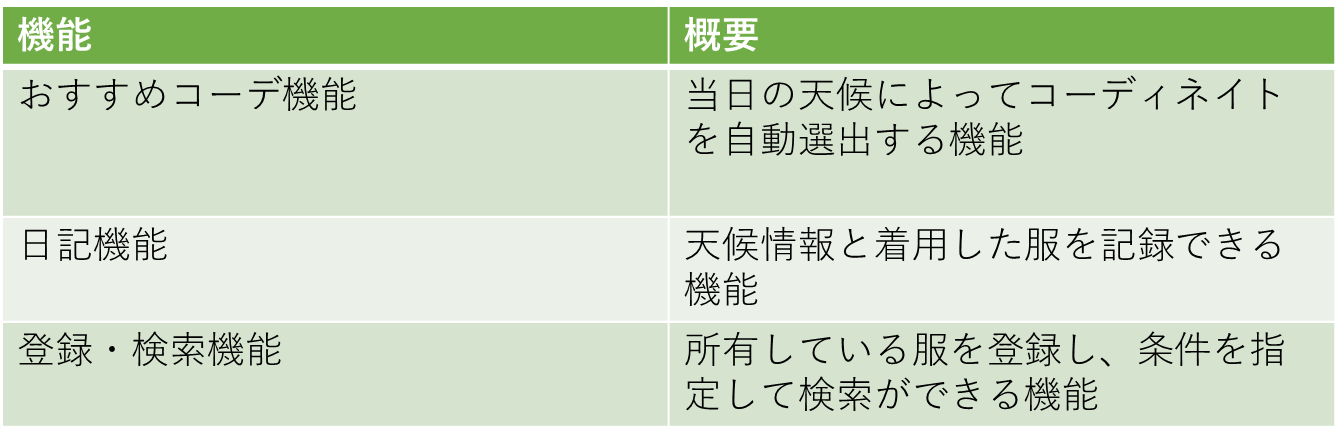 機能
概要
おすすめコーデ機能
当日の天候によってコーディネイト
を自動選出する機能
日記機能
天候情報と着用した服を記録できる
機能
登録・検索機能
所有している服を登録し、条件を指
定して検索ができる機能